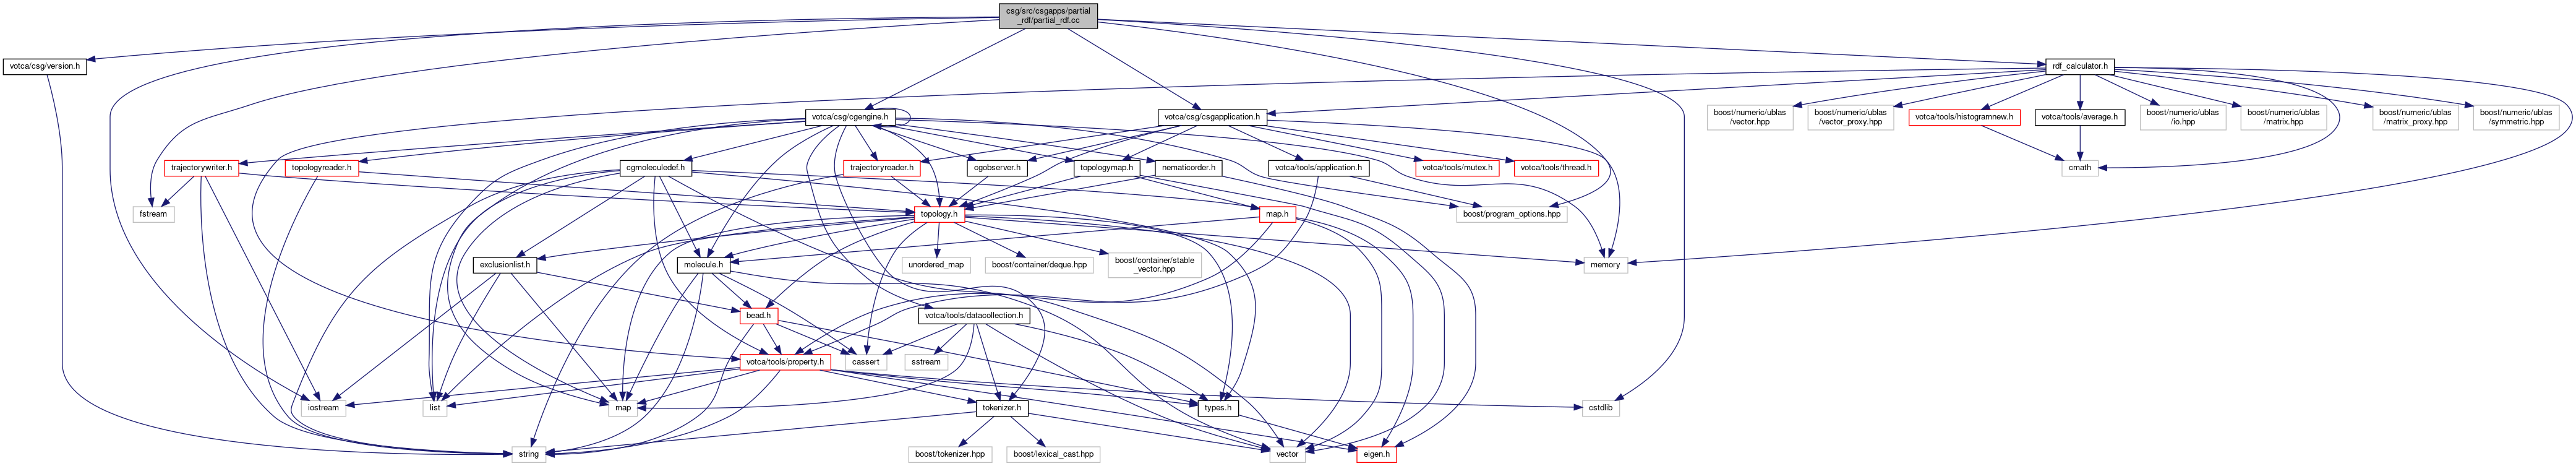 csg/src/csgapps/partial
_rdf/partial_rdf.cc
votca/csg/version.h
rdf_calculator.h
votca/csg/cgengine.h
votca/csg/csgapplication.h
boost/numeric/ublas
/vector.hpp
boost/numeric/ublas
/vector_proxy.hpp
votca/tools/histogramnew.h
votca/tools/average.h
boost/numeric/ublas
/io.hpp
boost/numeric/ublas
/matrix.hpp
boost/numeric/ublas
/matrix_proxy.hpp
boost/numeric/ublas
/symmetric.hpp
trajectorywriter.h
topologyreader.h
cgmoleculedef.h
trajectoryreader.h
cgobserver.h
topologymap.h
nematicorder.h
votca/tools/application.h
votca/tools/mutex.h
votca/tools/thread.h
cmath
fstream
topology.h
map.h
boost/program_options.hpp
exclusionlist.h
molecule.h
unordered_map
boost/container/deque.hpp
boost/container/stable
_vector.hpp
memory
bead.h
votca/tools/datacollection.h
votca/tools/property.h
cassert
sstream
iostream
list
map
tokenizer.h
types.h
cstdlib
string
boost/tokenizer.hpp
boost/lexical_cast.hpp
vector
eigen.h